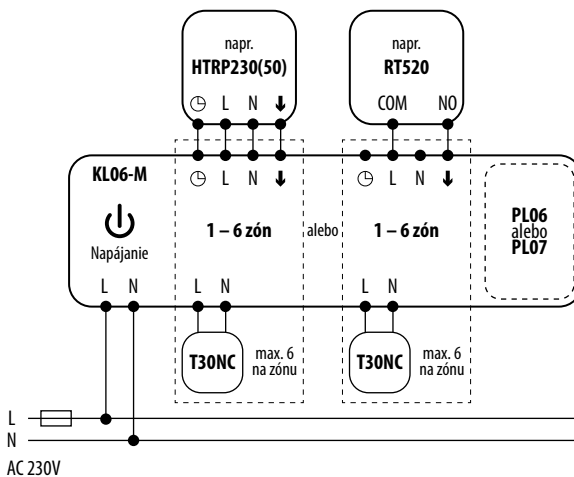 napr.
HTRP230(50)
L N
napr.
RT520
COM NO
KL06-M
Napájanie
L N
L N
1 – 6 zón
L N
alebo
L N
1 – 6 zón
L N
PL06
alebo
PL07
T30NC
max. 6
na zónu
T30NC
max. 6
na zónu
L
N
AC 230V